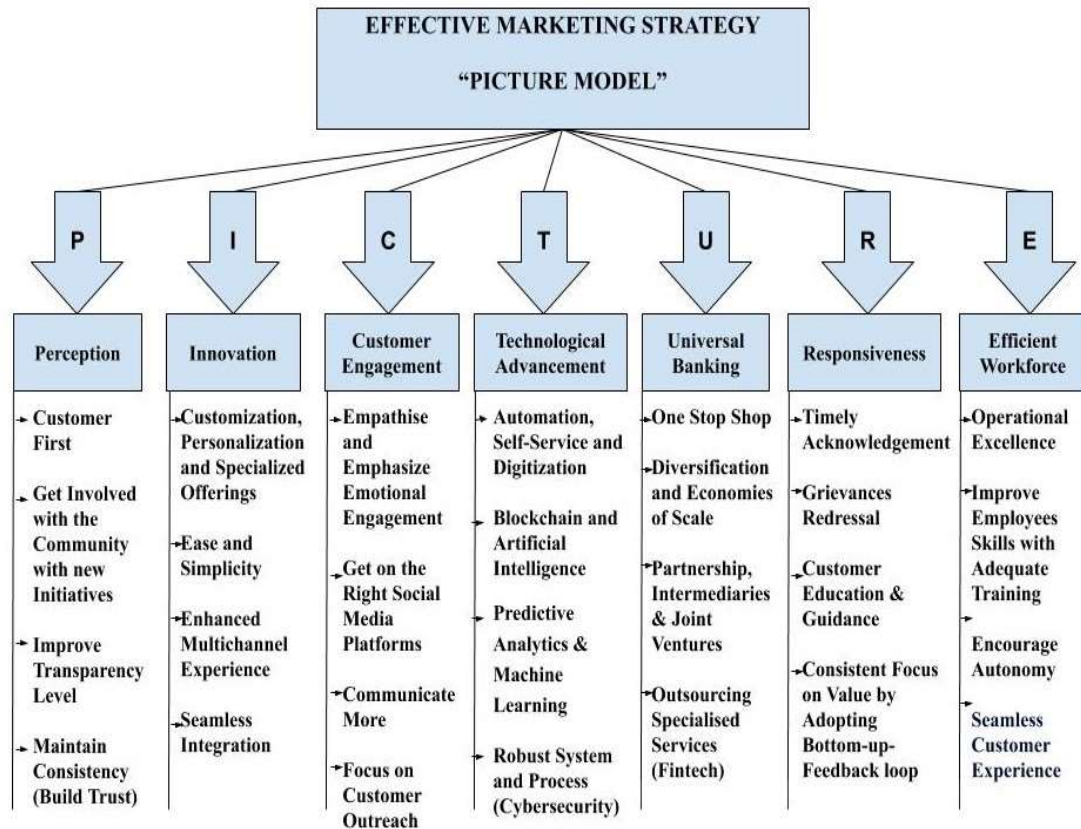 EFFECTIVE MARKETING STRATEGY
“PICTURE MODEL”
P
I
C
T
U
R
E
Perception
Innovation
Customer
Engagement
Technological
Advancement
Universal
Banking
Responsiveness
Efficient
Workforce
Customer
First
Get Involved
with the
Community
with new
Initiatives
Improve
Transparency
Level
Maintain
Consistency
(Build Trust)
Customization,
Personalization
and Specialized
Offerings
Ease and
Simplicity
Enhanced
Multichannel
Experience
Seamless
Integration
Empathise
and
Emphasize
Emotional
Engagement
Get on the
Right Social
Media
Platforms
Communicate
More
Focus on
Customer
Outreach
Automation,
Self-Service and
Digitization
Blockchain and
Artificial
Intelligence
Predictive
Analytics &
Machine
Learning
Robust System
and Process
(Cybersecurity)
One Stop Shop
Diversification
and Economies
of Scale
Partnership,
Intermediaries
& Joint
Ventures
Outsourcing
Specialised
Services
(Fintech)
Timely
Acknowledgement
Grievances
Redressal
Customer
Education &
Guidance
Consistent Focus
on Value by
Adopting
Bottom-up-
Feedback loop
Operational
Excellence
Improve
Employees
Skills with
Adequate
Training
Encourage
Autonomy
Seamless
Customer
Experience